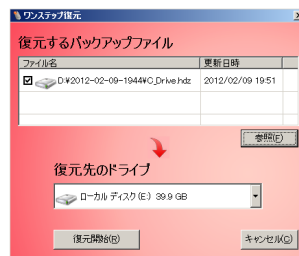 ワンステップ復元
復元するバックアップファイル
ファイル名 更新日時
D:¥2012-02-09-1944¥C_Drive.hdz 2012/02/09 19:51
参照(F)
復元先のドライブ
ローカル ディスク (E:) 39.9 GB
復元開始(R)
キャンセル(C)